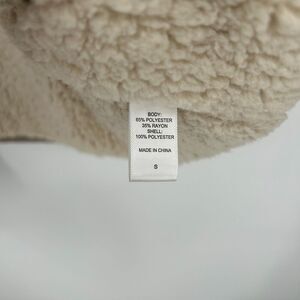 BODY:
65% POLYESTER
35% RAYON
SHELL:
100% POLYESTER
MADE IN CHINA
S